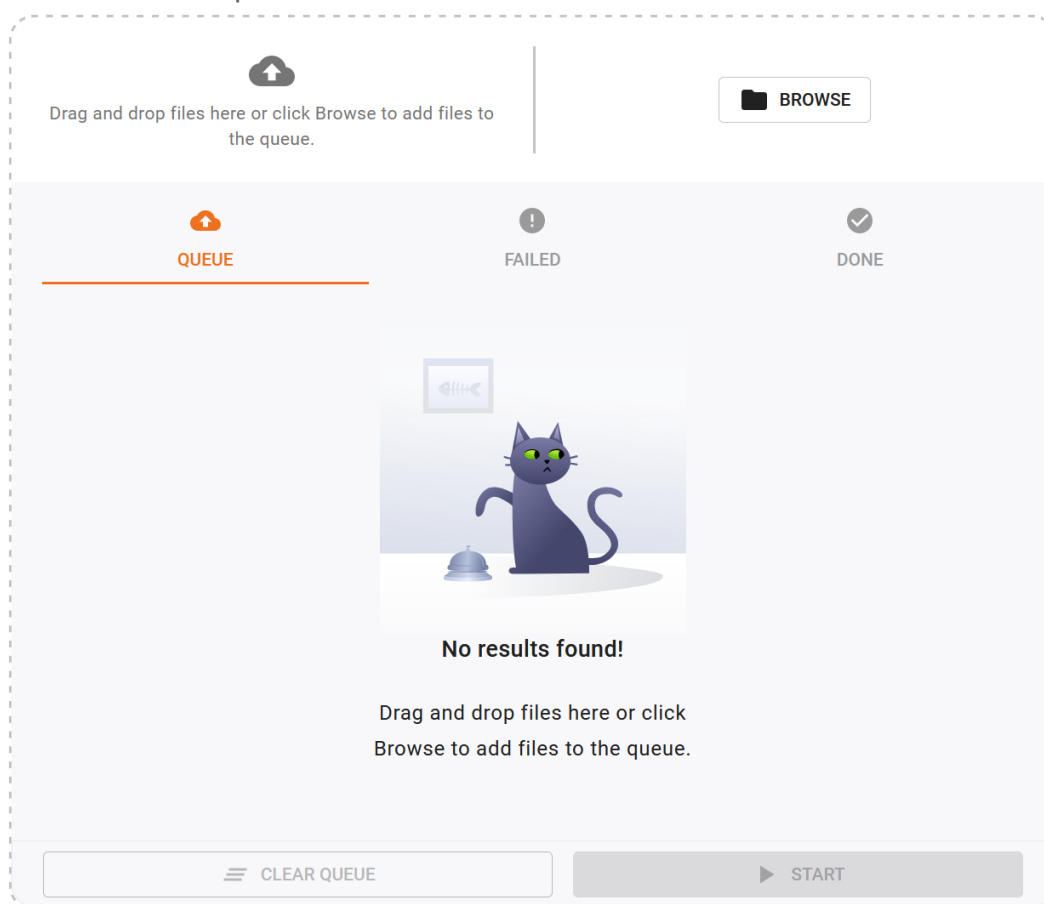 Drag and drop files here or click Browse to add files to
the queue.
BROWSE
QUEUE
FAILED
DONE
No results found!
Drag and drop files here or click
Browse to add files to the queue.
CLEAR QUEUE
START